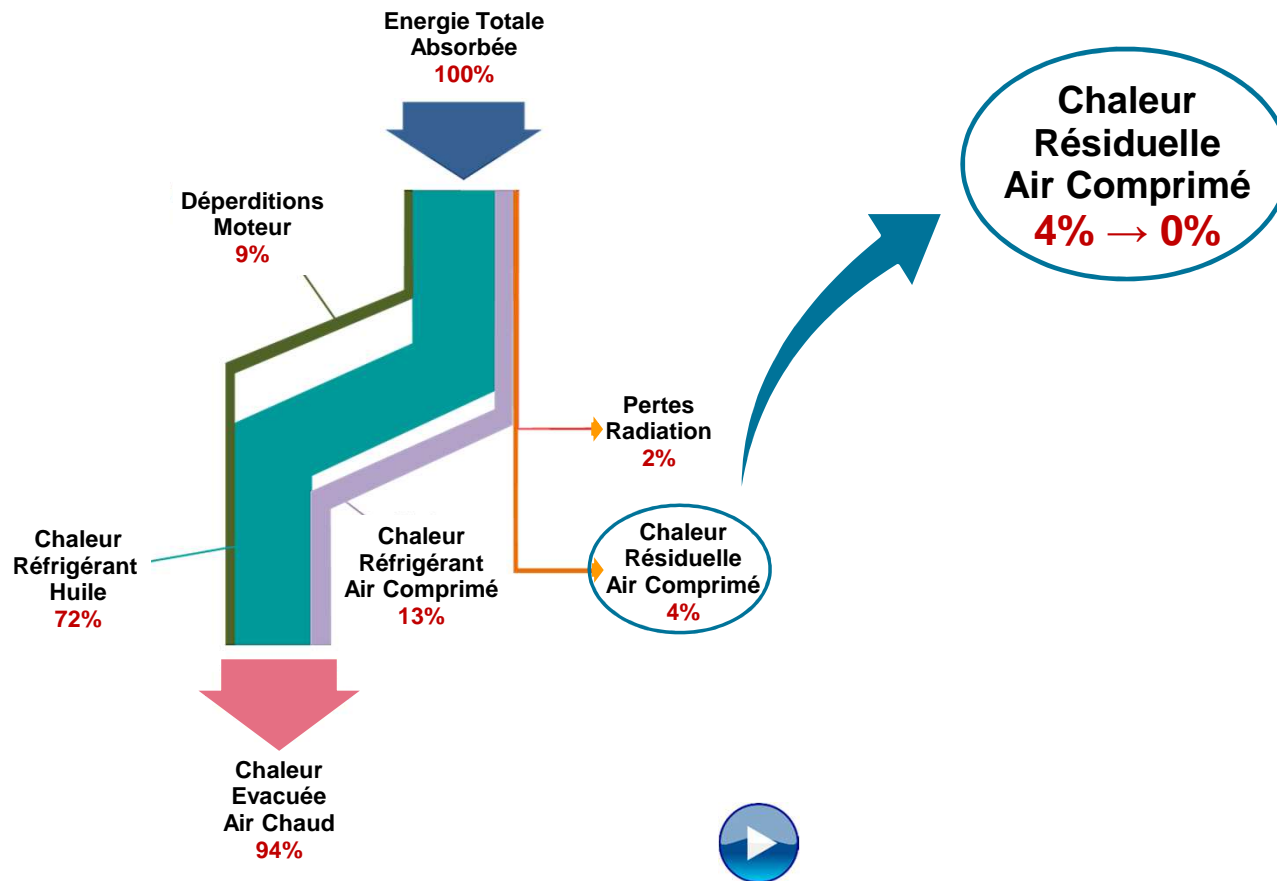 Energie Totale
Absorbée
100%
Chaleur
Résiduelle
Air Comprimé
4% → 0%
Déperditions
Moteur
9%
Pertes
Radiation
2%
Chaleur
Réfrigérant
Huile
72%
Chaleur
Réfrigérant
Air Comprimé
13%
Chaleur
Résiduelle
Air Comprimé
4%
Chaleur
Evacuée
Air Chaud
94%